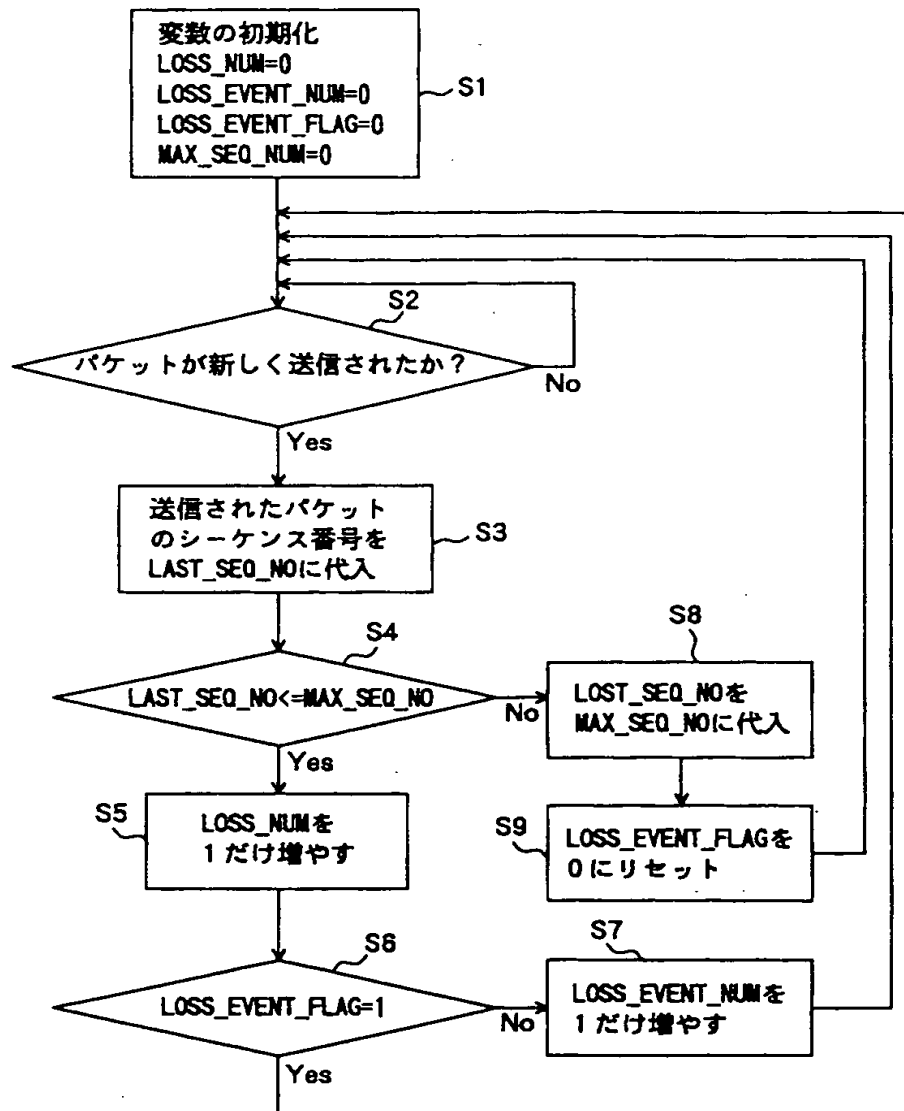 変数の初期化
LOSS_NUM=0
LOSS_EVENT_NUM=0
LOSS_EVENT_FLAG=0
MAX_SEQ_NUM=0
S1
S2
パケットが新しく送信されたか?
No
Yes
送信されたパケット
のシーケンス番号を
LAST_SEQ_NOに代入
S3
S4
LAST_SEQ_NO<=MAX_SEQ_NO
No
Yes
S8
LOST_SEQ_NOを
MAX_SEQ_NOに代入
S5
LOSS_NUMを
1だけ増やす
S9
LOSS_EVENT_FLAGを
0にリセット
S6
LOSS_EVENT_FLAG=1
No
Yes
S7
LOSS_EVENT_NUMを
1だけ増やす